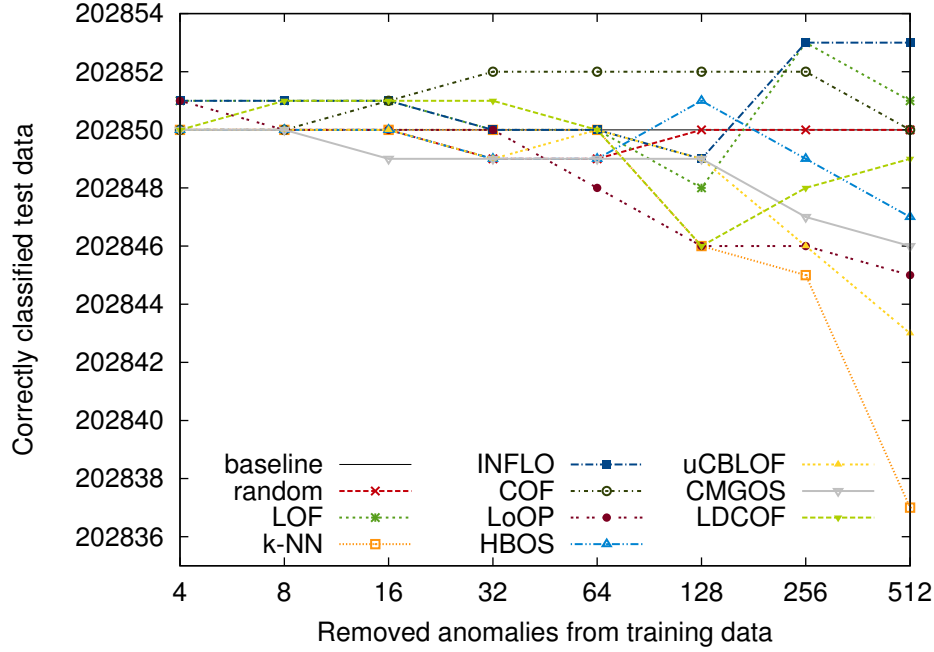 202854
202852
202850
202848
202846
202844
202842
202840
202838
202836
Correctly classified test data
baseline INFLO uCBLOF
random COF CMGOS
LOF LoOP LDCOF
k-NN HBOS
4 8 16 32 64 128 256 512
Removed anomalies from training data